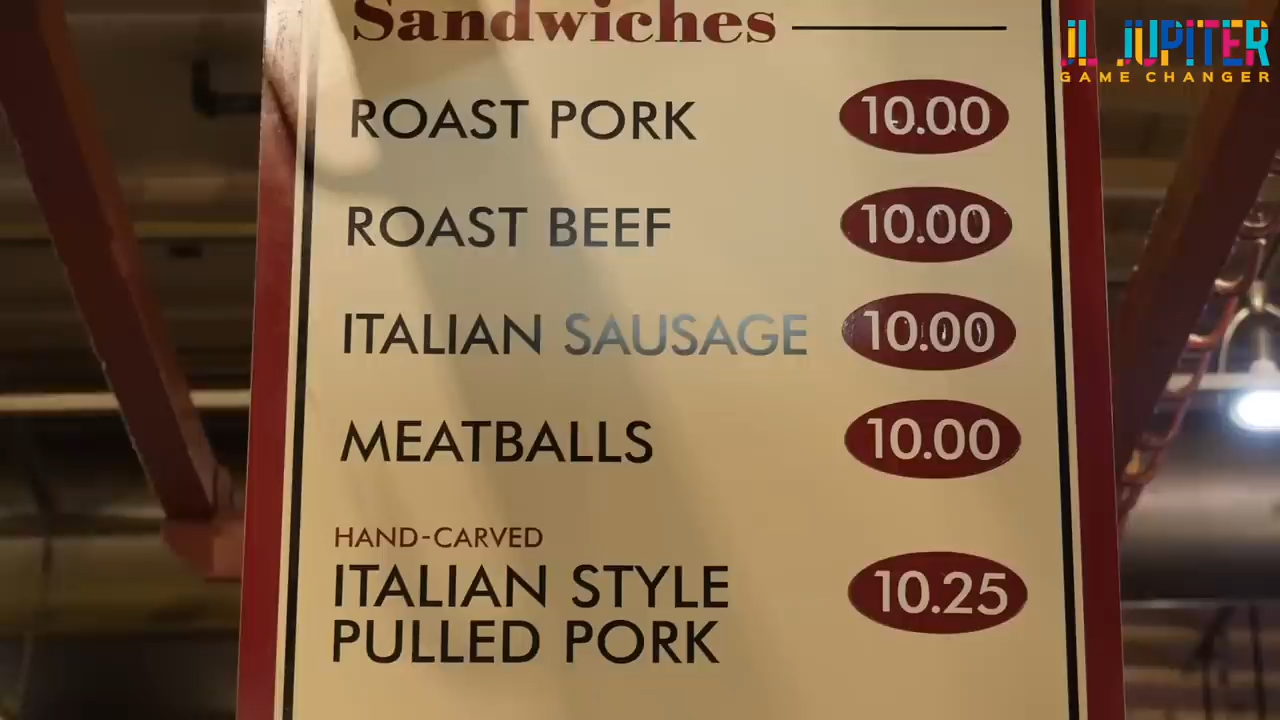 Sandwiches
ROAST PORK 10.00
ROAST BEEF 10.00
ITALIAN SAUSAGE 10.00
MEATBALLS 10.00
HAND-CARVED
ITALIAN STYLE
PULLED PORK 10.25
JL JUPITER
GAME CHANGER